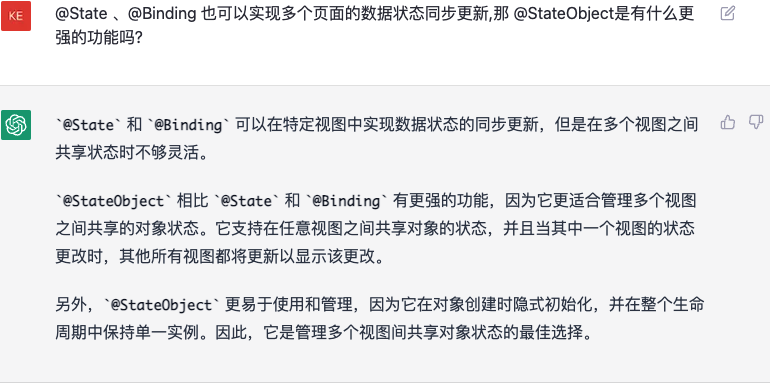 KE
@State 、@Binding 也可以实现多个页面的数据状态同步更新,那 @StateObject是有什么更
强的功能吗?
`@State` 和 `@Binding` 可以在特定视图中实现数据状态的同步更新，但是在多个视图之间
共享状态时不够灵活。
`@StateObject` 相比 `@State` 和 `@Binding` 有更强的功能，因为它更适合管理多个视图
之间共享的对象状态。它支持在任意视图之间共享对象的状态，并且当其中一个视图的状态
更改时，其他所有视图都将更新以显示该更改。
另外，`@StateObject` 更易于使用和管理，因为它在对象创建时隐式初始化，并在整个生命
周期中保持单一实例。因此，它是管理多个视图间共享对象状态的最佳选择。